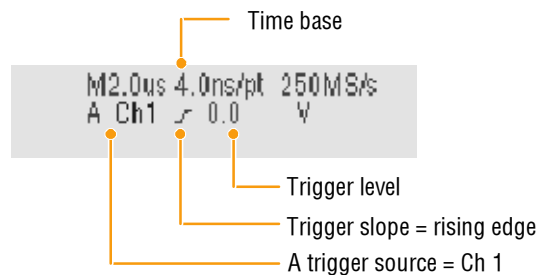 Time base
M2.0us 4.0ns/pt 250MS/s
A Ch1 0.0 V
Trigger level
Trigger slope = rising edge
A trigger source = Ch 1